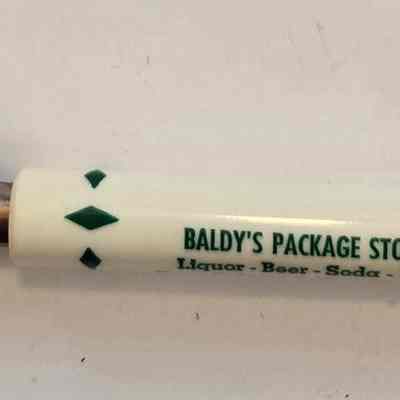 BALDY'S PACKAGE STO
Liquor - Beer - Soda -